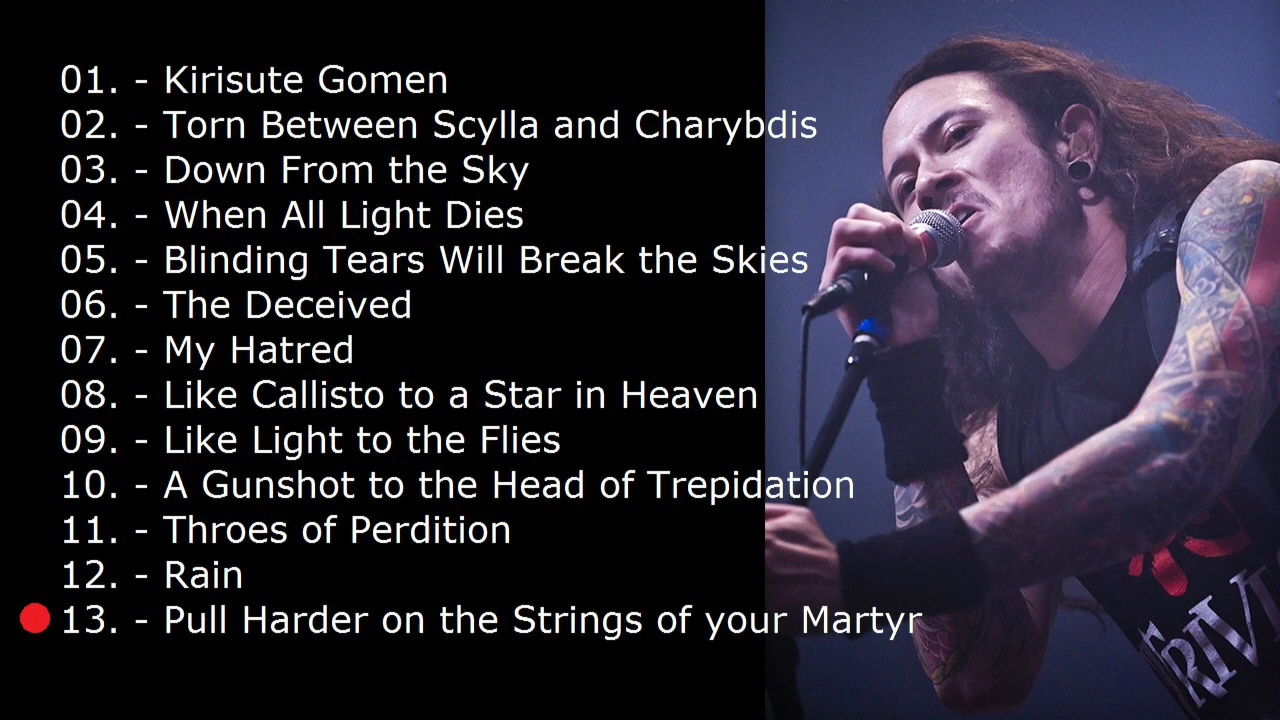 01. - Kirisute Gomen
02. - Torn Between Scylla and Charybdis
03. - Down From the Sky
04. - When All Light Dies
05. - Blinding Tears Will Break the Skies
06. - The Deceived
07. - My Hatred
08. - Like Callisto to a Star in Heaven
09. - Like Light to the Flies
10. - A Gunshot to the Head of Trepidation
11. - Throes of Perdition
12. - Rain
13. - Pull Harder on the Strings of your Martyr
TRIVI